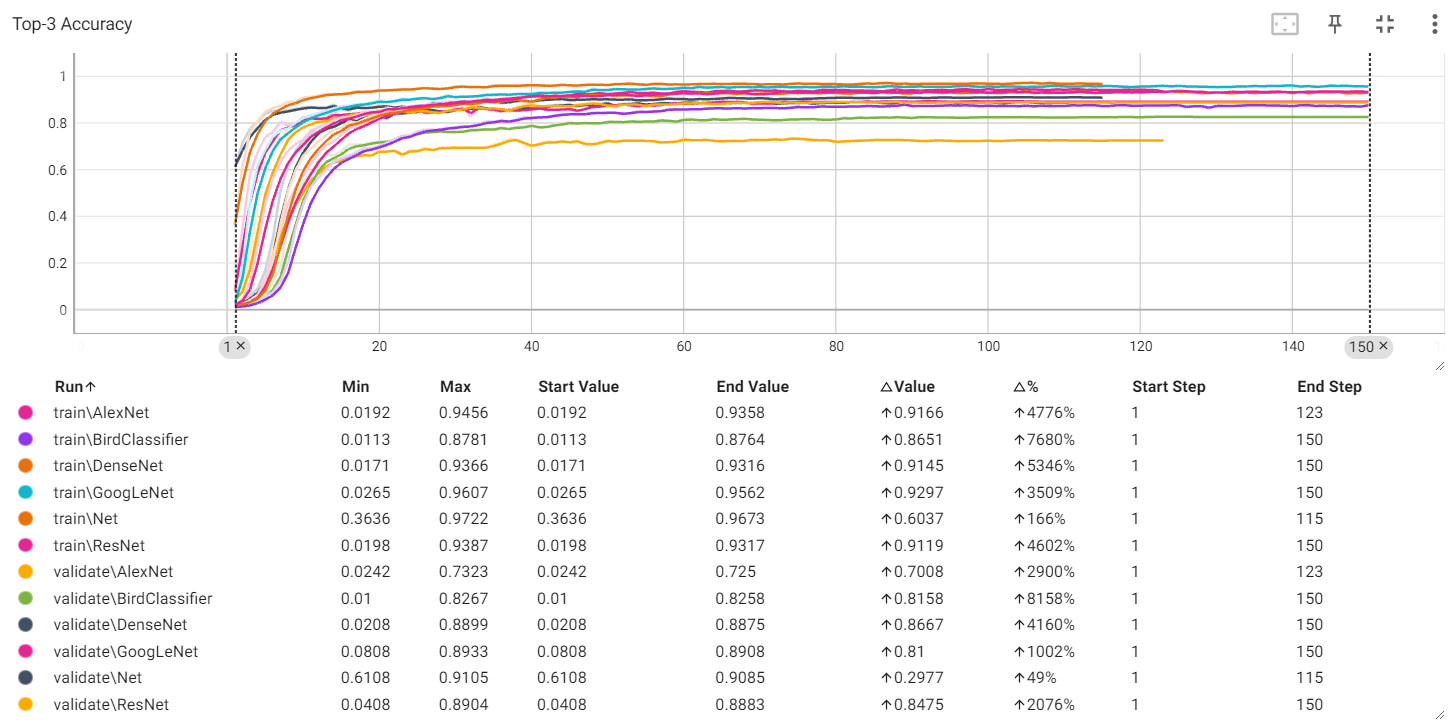 Top-3 Accuracy
1
0.8
0.6
0.4
0.2
0
1 × 20 40 60 80 100 120 140 150 ×
Run↑ Min Max Start Value End Value △Value △% Start Step End Step
train\AlexNet 0.0192 0.9456 0.0192 0.9358 ↑0.9166 ↑4776% 1 123
train\BirdClassifier 0.0113 0.8781 0.0113 0.8764 ↑0.8651 ↑7680% 1 150
train\DenseNet 0.0171 0.9366 0.0171 0.9316 ↑0.9145 ↑5346% 1 150
train\GoogLeNet 0.0265 0.9607 0.0265 0.9562 ↑0.9297 ↑3509% 1 150
train\Net 0.3636 0.9722 0.3636 0.9673 ↑0.6037 ↑166% 1 115
train\ResNet 0.0198 0.9387 0.0198 0.9317 ↑0.9119 ↑4602% 1 150
validate\AlexNet 0.0242 0.7323 0.0242 0.725 ↑0.7008 ↑2900% 1 123
validate\BirdClassifier 0.01 0.8267 0.01 0.8258 ↑0.8158 ↑8158% 1 150
validate\DenseNet 0.0208 0.8899 0.0208 0.8875 ↑0.8667 ↑4160% 1 150
validate\GoogLeNet 0.0808 0.8933 0.0808 0.8908 ↑0.81 ↑1002% 1 150
validate\Net 0.6108 0.9105 0.6108 0.9085 ↑0.2977 ↑49% 1 115
validate\ResNet 0.0408 0.8904 0.0408 0.8883 ↑0.8475 ↑2076% 1 150